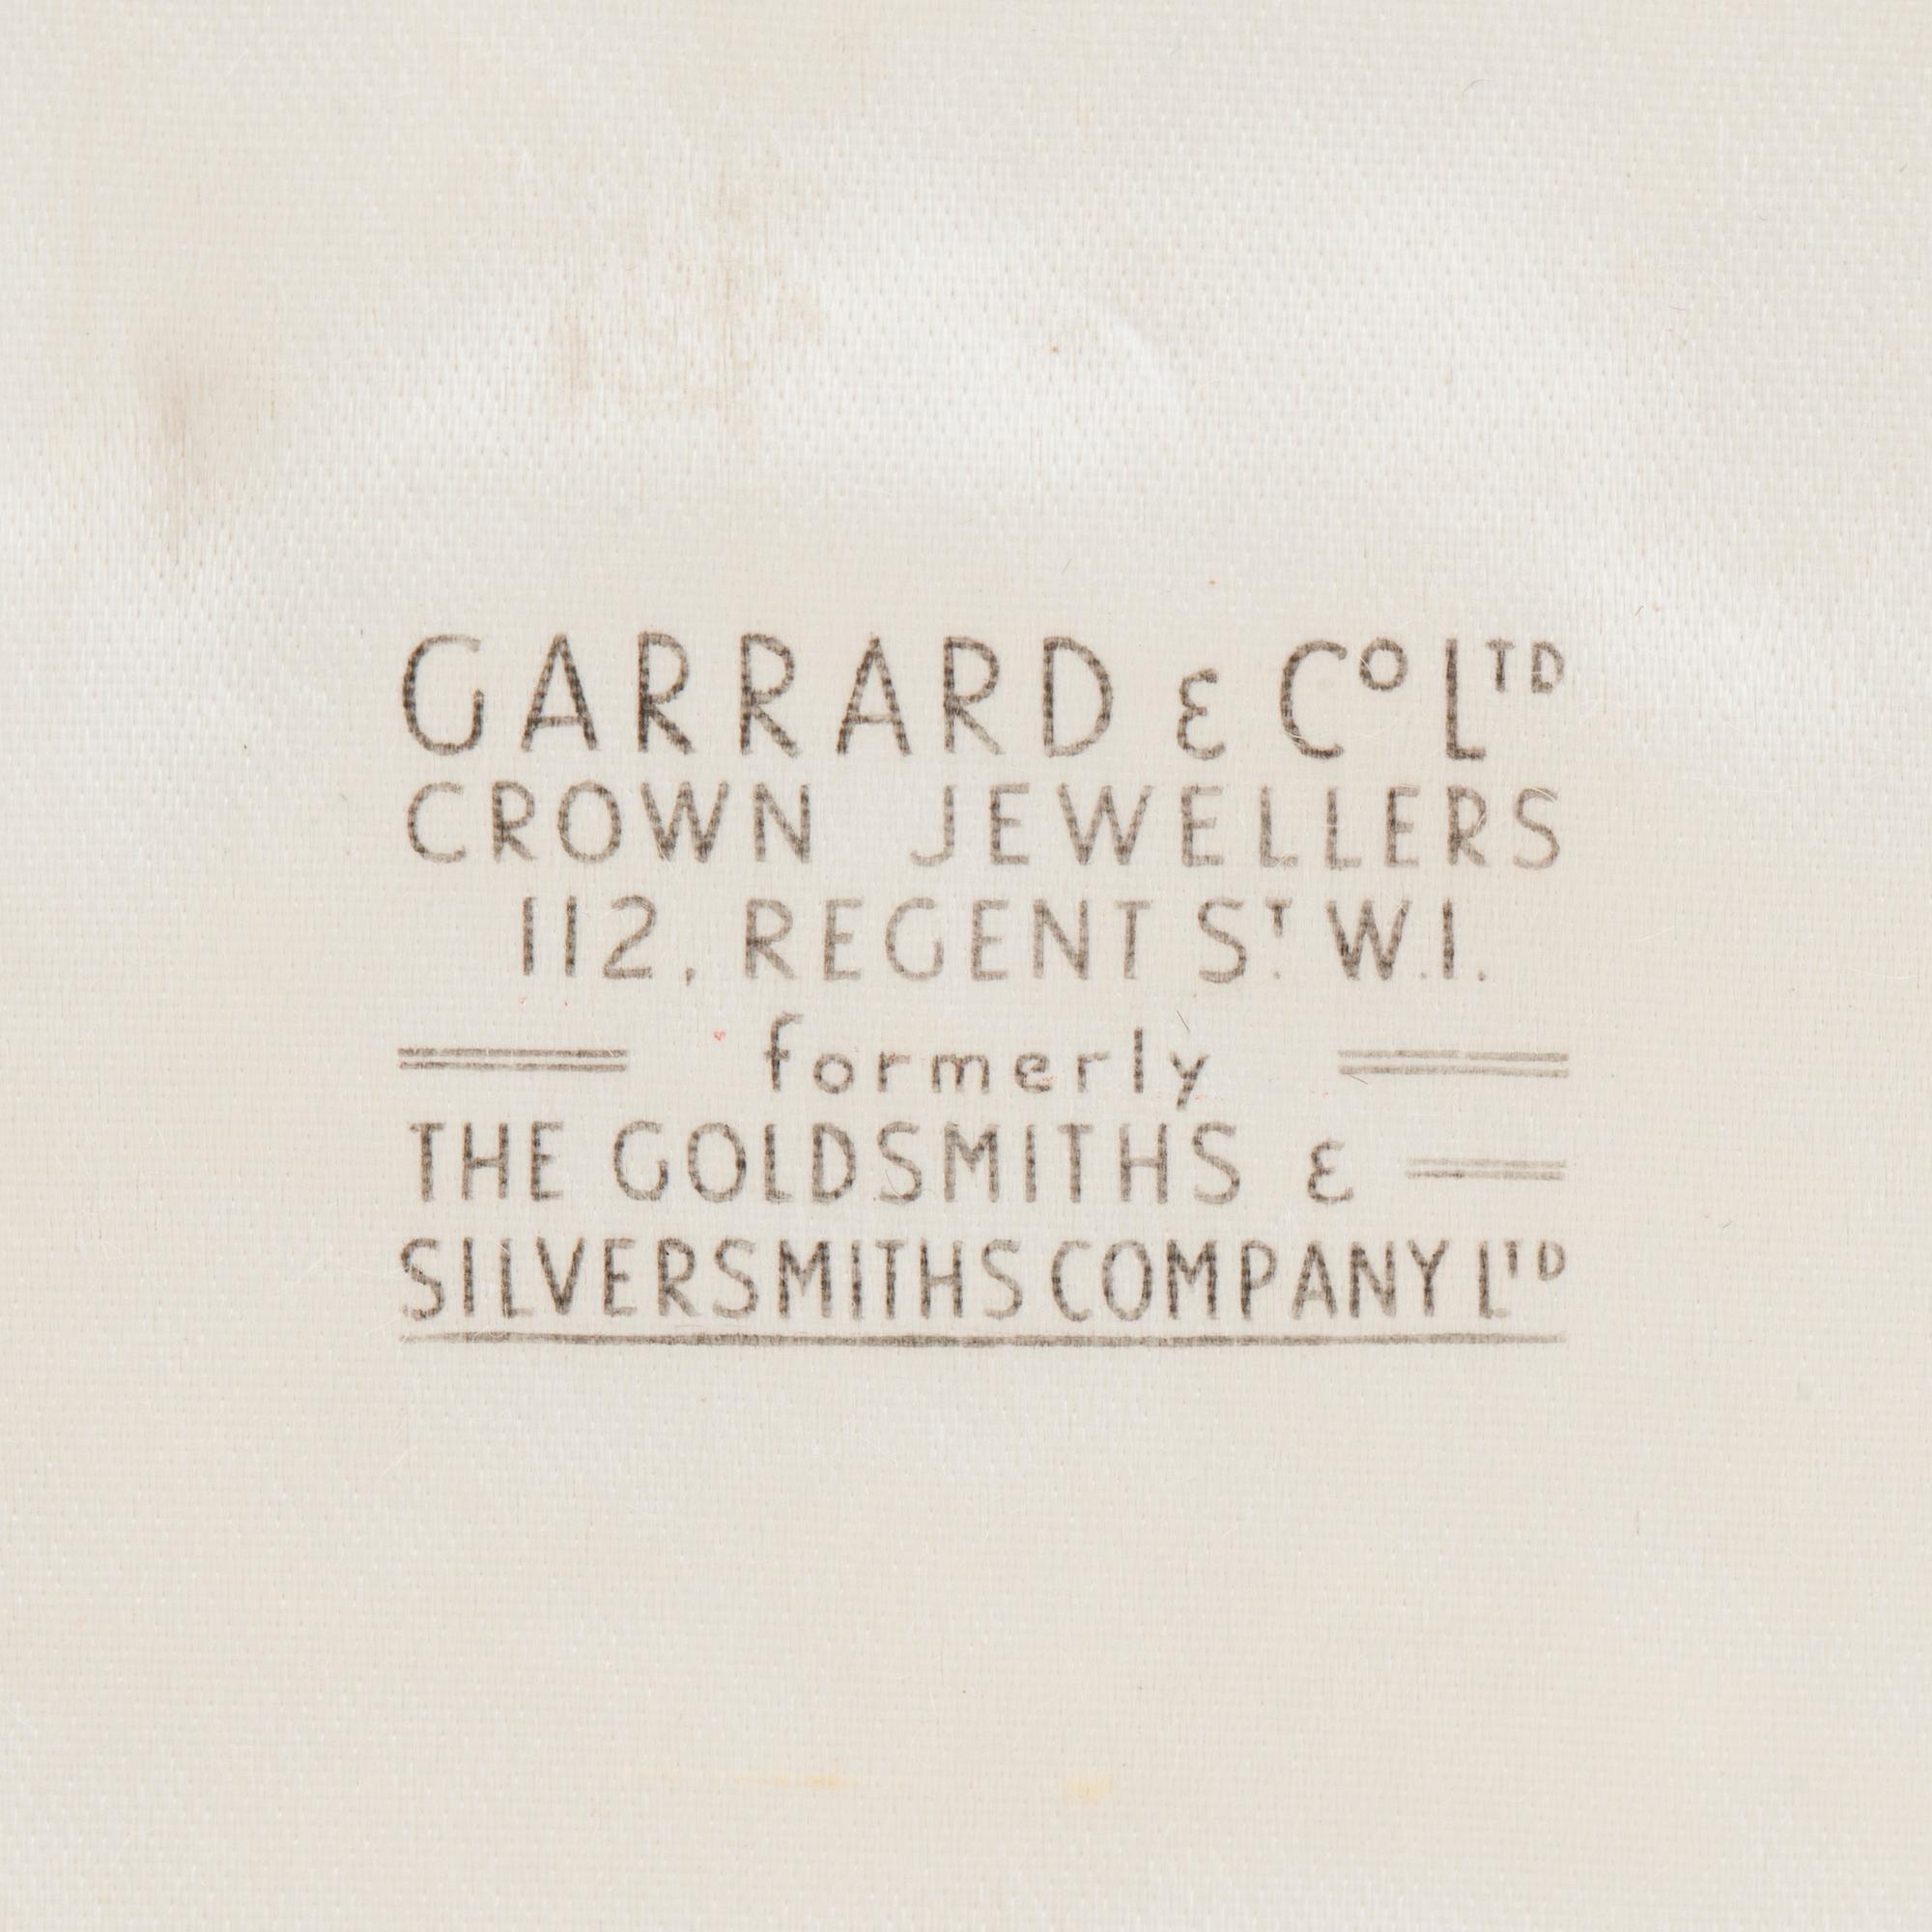 GARRARD & Cº LTD
CROWN JEWELLERS
112, REGENT ST. W.1.
formerly
THE GOLDSMITHS &
SILVERSMITHS COMPANY LTD